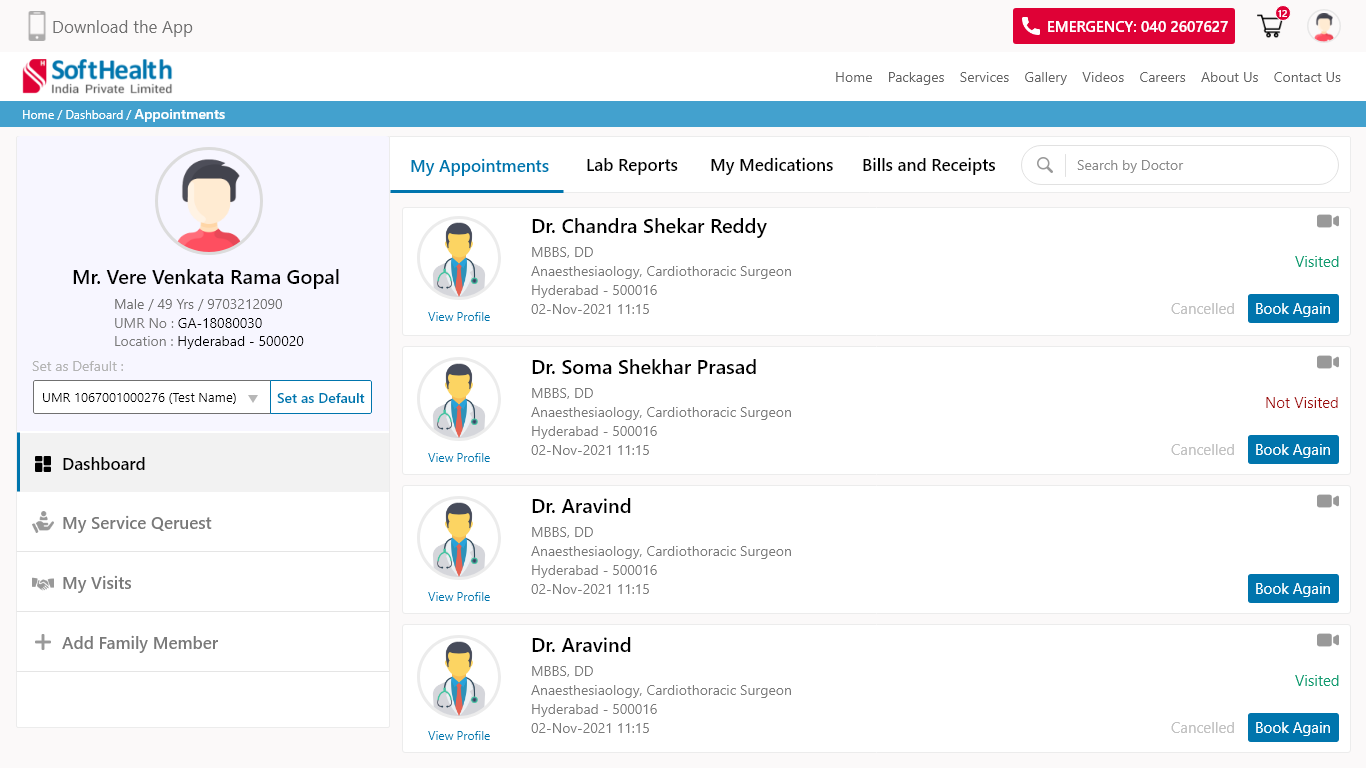 Download the App
EMERGENCY: 040 2607627
12
SoftHealth
India Private Limited
Home
Packages
Services
Gallery
Videos
Careers
About Us
Contact Us
Home / Dashboard / Appointments
Mr. Vere Venkata Rama Gopal
Male / 49 Yrs / 9703212090
UMR No : GA-18080030
Location : Hyderabad - 500020
Set as Default :
UMR 1067001000276 (Test Name)
Set as Default
Dashboard
My Service Qeruest
My Visits
Add Family Member
My Appointments
Lab Reports
My Medications
Bills and Receipts
Search by Doctor
Dr. Chandra Shekar Reddy
MBBS, DD
Anaesthesiaology, Cardiothoracic Surgeon
Hyderabad - 500016
02-Nov-2021 11:15
View Profile
Visited
Cancelled
Book Again
Dr. Soma Shekhar Prasad
MBBS, DD
Anaesthesiaology, Cardiothoracic Surgeon
Hyderabad - 500016
02-Nov-2021 11:15
View Profile
Not Visited
Cancelled
Book Again
Dr. Aravind
MBBS, DD
Anaesthesiaology, Cardiothoracic Surgeon
Hyderabad - 500016
02-Nov-2021 11:15
View Profile
Book Again
Dr. Aravind
MBBS, DD
Anaesthesiaology, Cardiothoracic Surgeon
Hyderabad - 500016
02-Nov-2021 11:15
View Profile
Visited
Cancelled
Book Again